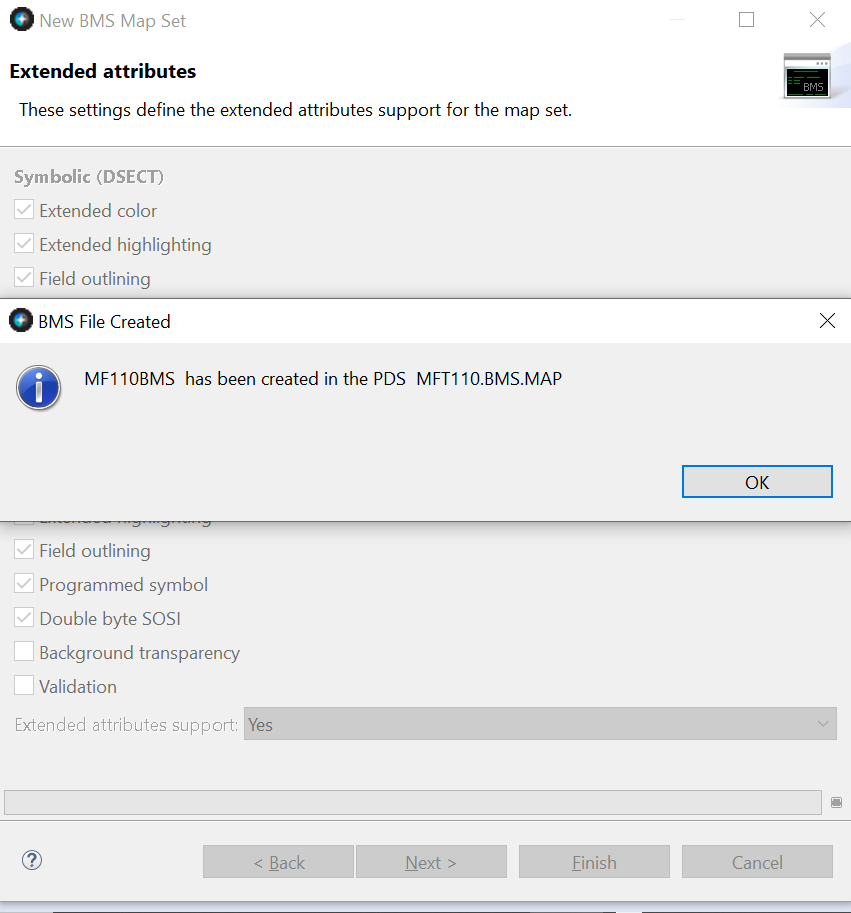 New BMS Map Set
Extended attributes
These settings define the extended attributes support for the map set.
BMS
Symbolic (DSECT)
Extended color
Extended highlighting
Field outlining
BMS File Created
MF110BMS has been created in the PDS MFT110.BMS.MAP
OK
Extended highlighting
Field outlining
Programmed symbol
Double byte SOSI
Background transparency
Validation
Extended attributes support: Yes
?
< Back Next > Finish Cancel